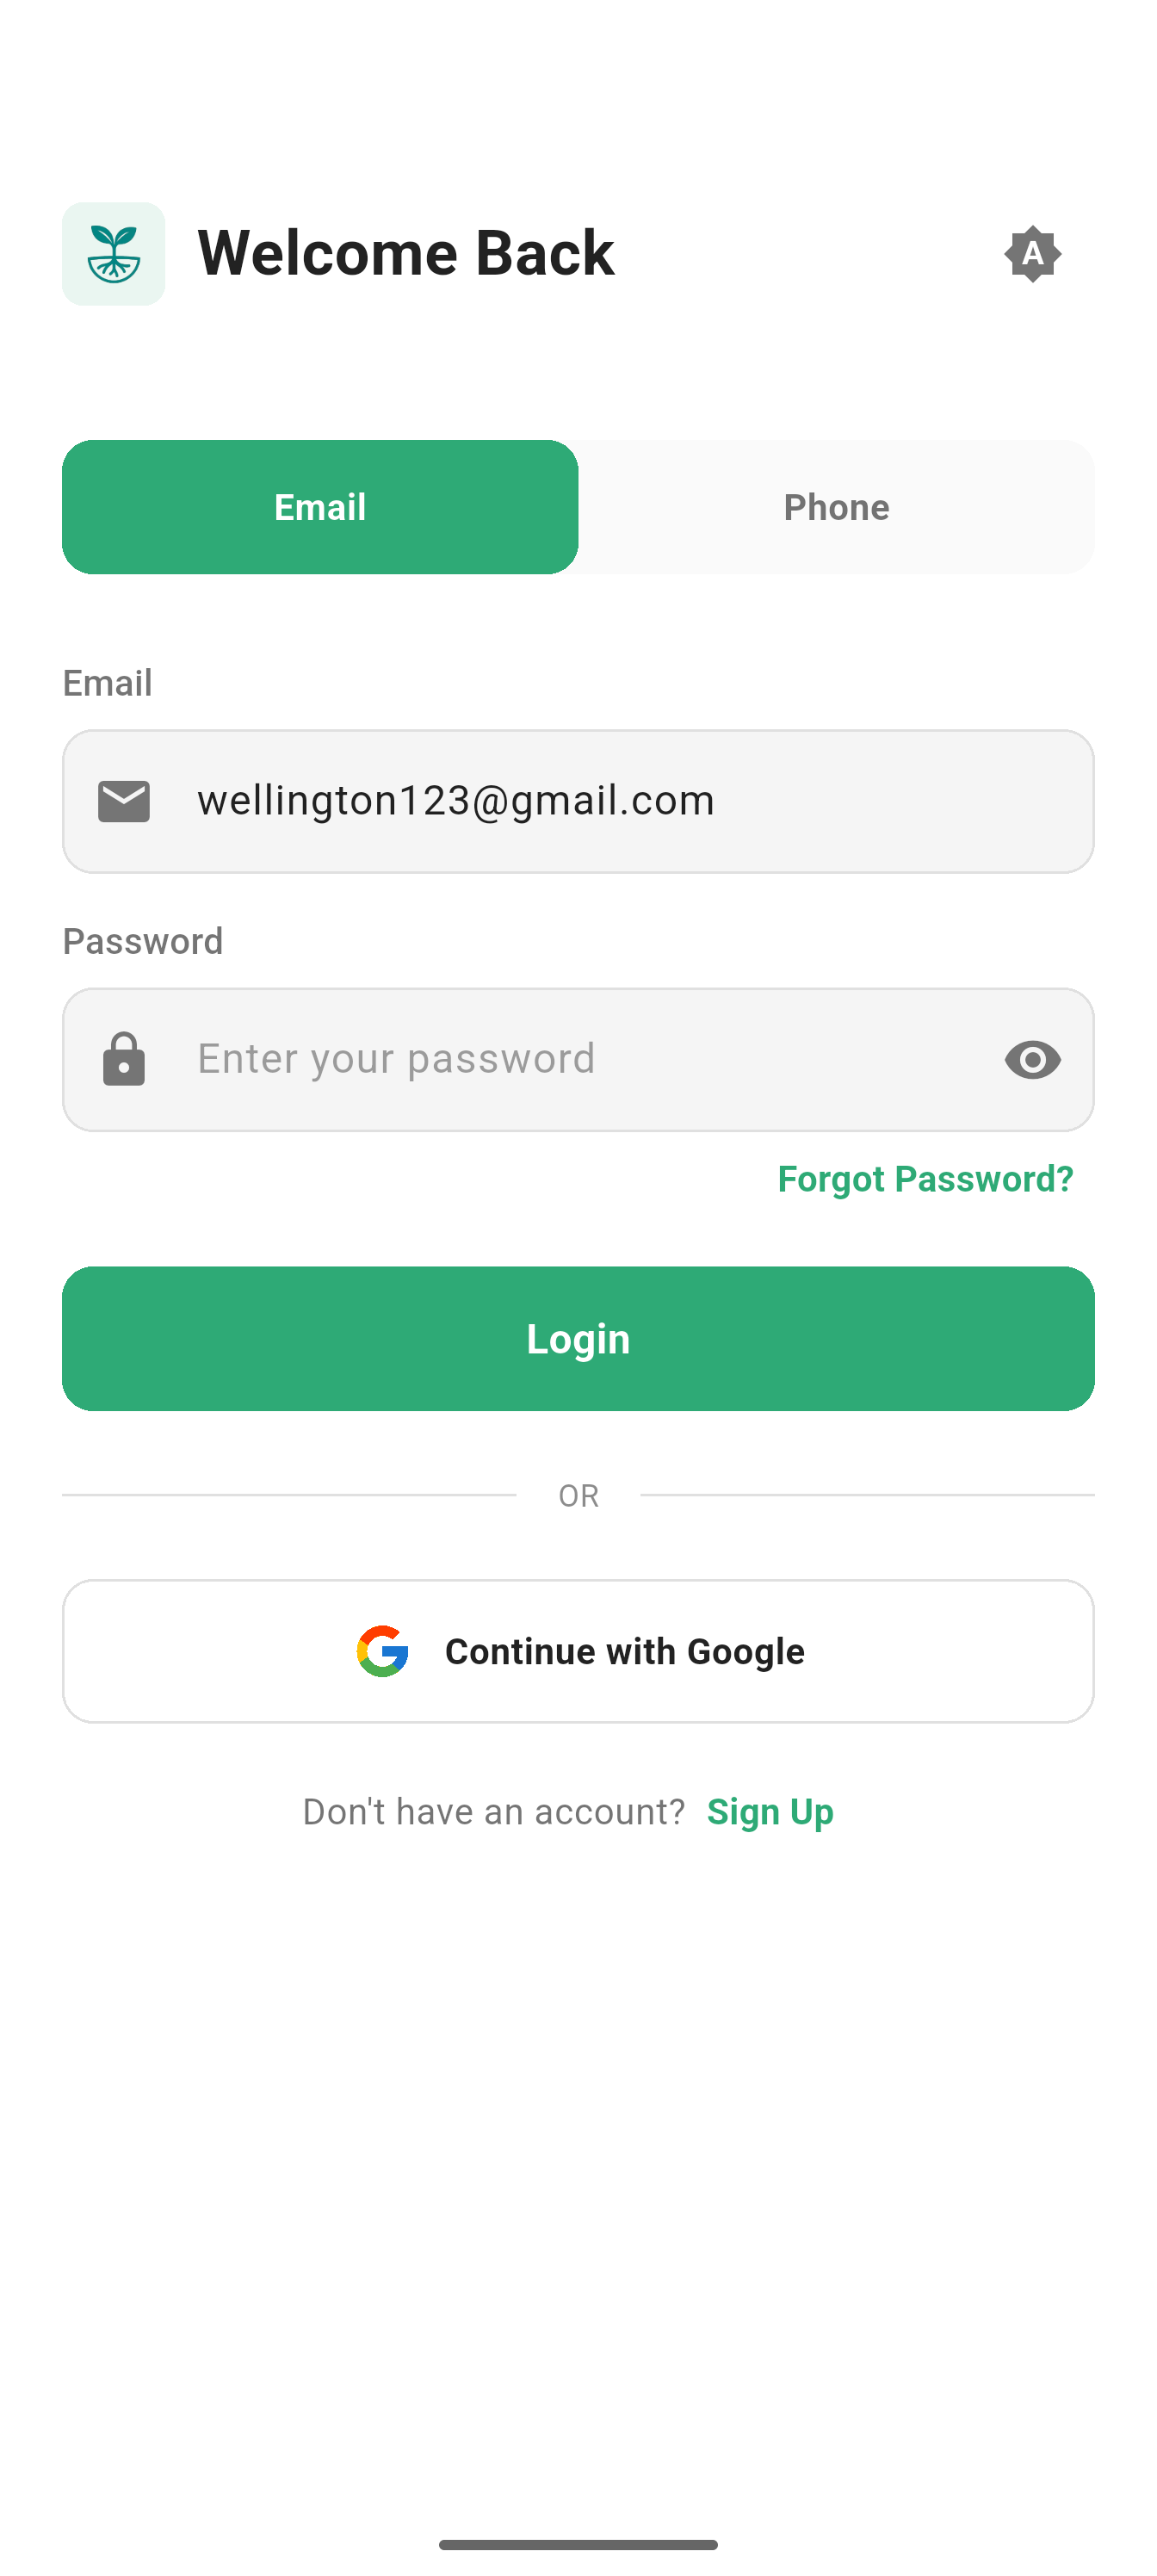 Welcome Back
A
Email
Phone
Email
wellington123@gmail.com
Password
Enter your password
Forgot Password?
Login
OR
Continue with Google
Don't have an account? Sign Up